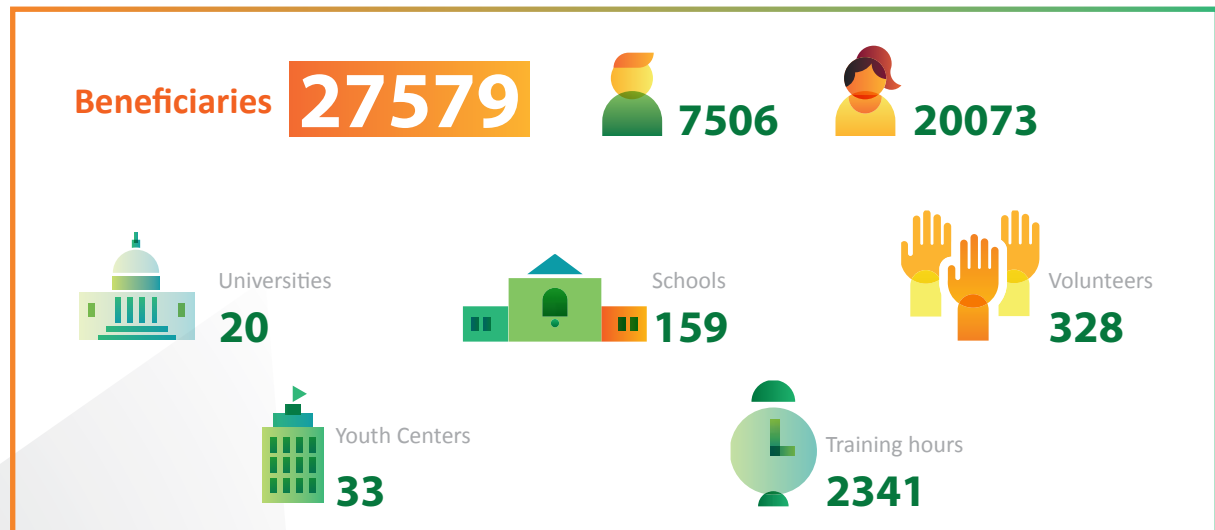 Beneficiaries 27579 7506 20073
Universities
20
Schools
159
Volunteers
328
Youth Centers
33
Training hours
2341